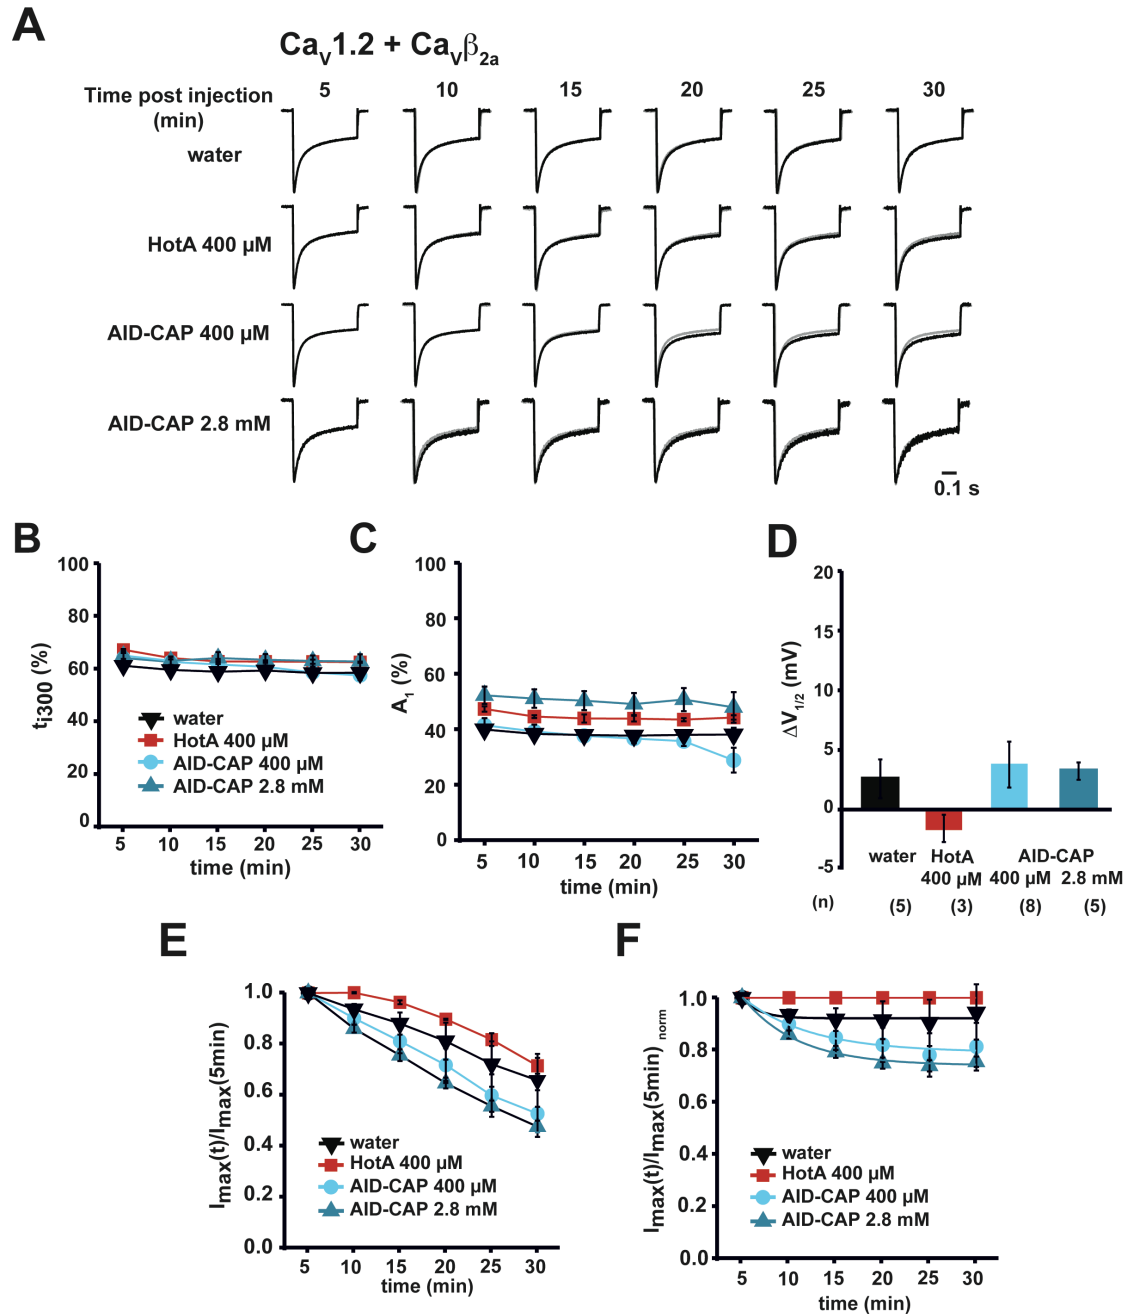 A
CaV1.2 + CaVβ2a
Time post injection
(min)
5 10 15 20 25 30
water
HotA 400 µM
AID-CAP 400 µM
AID-CAP 2.8 mM
0.1 s
B
ti300 (%)
100
80
60
40
20
0
water
HotA 400 µM
AID-CAP 400 µM
AID-CAP 2.8 mM
5 10 15 20 25 30
time (min)
C
A1 (%)
100
80
60
40
20
0
5 10 15 20 25 30
time (min)
D
ΔV1/2 (mV)
20
15
10
5
0
-5
water HotA AID-CAP
400 µM 400 µM 2.8 mM
(n) (5) (3) (8) (5)
E
Imax(t)/Imax(5min)
1.0
0.8
0.6
0.4
0.2
0.0
water
HotA 400 µM
AID-CAP 400 µM
AID-CAP 2.8 mM
5 10 15 20 25 30
time (min)
F
Imax(t)/Imax(5min) norm
1.0
0.8
0.6
0.4
0.2
0.0
water
HotA 400 µM
AID-CAP 400 µM
AID-CAP 2.8 mM
5 10 15 20 25 30
time (min)